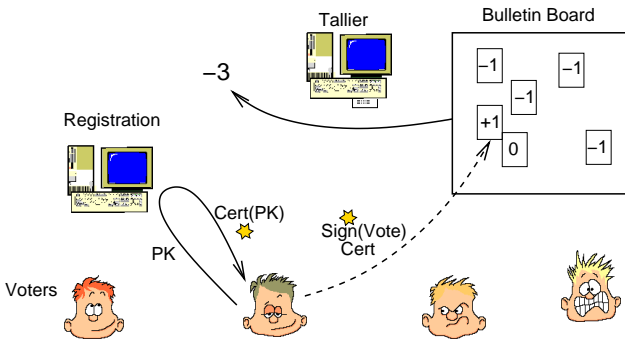 Tallier
Bulletin Board
−1
−1
−3
−1
+1
Registration
0
−1
Cert(PK)
Sign(Vote)
Cert
PK
Voters